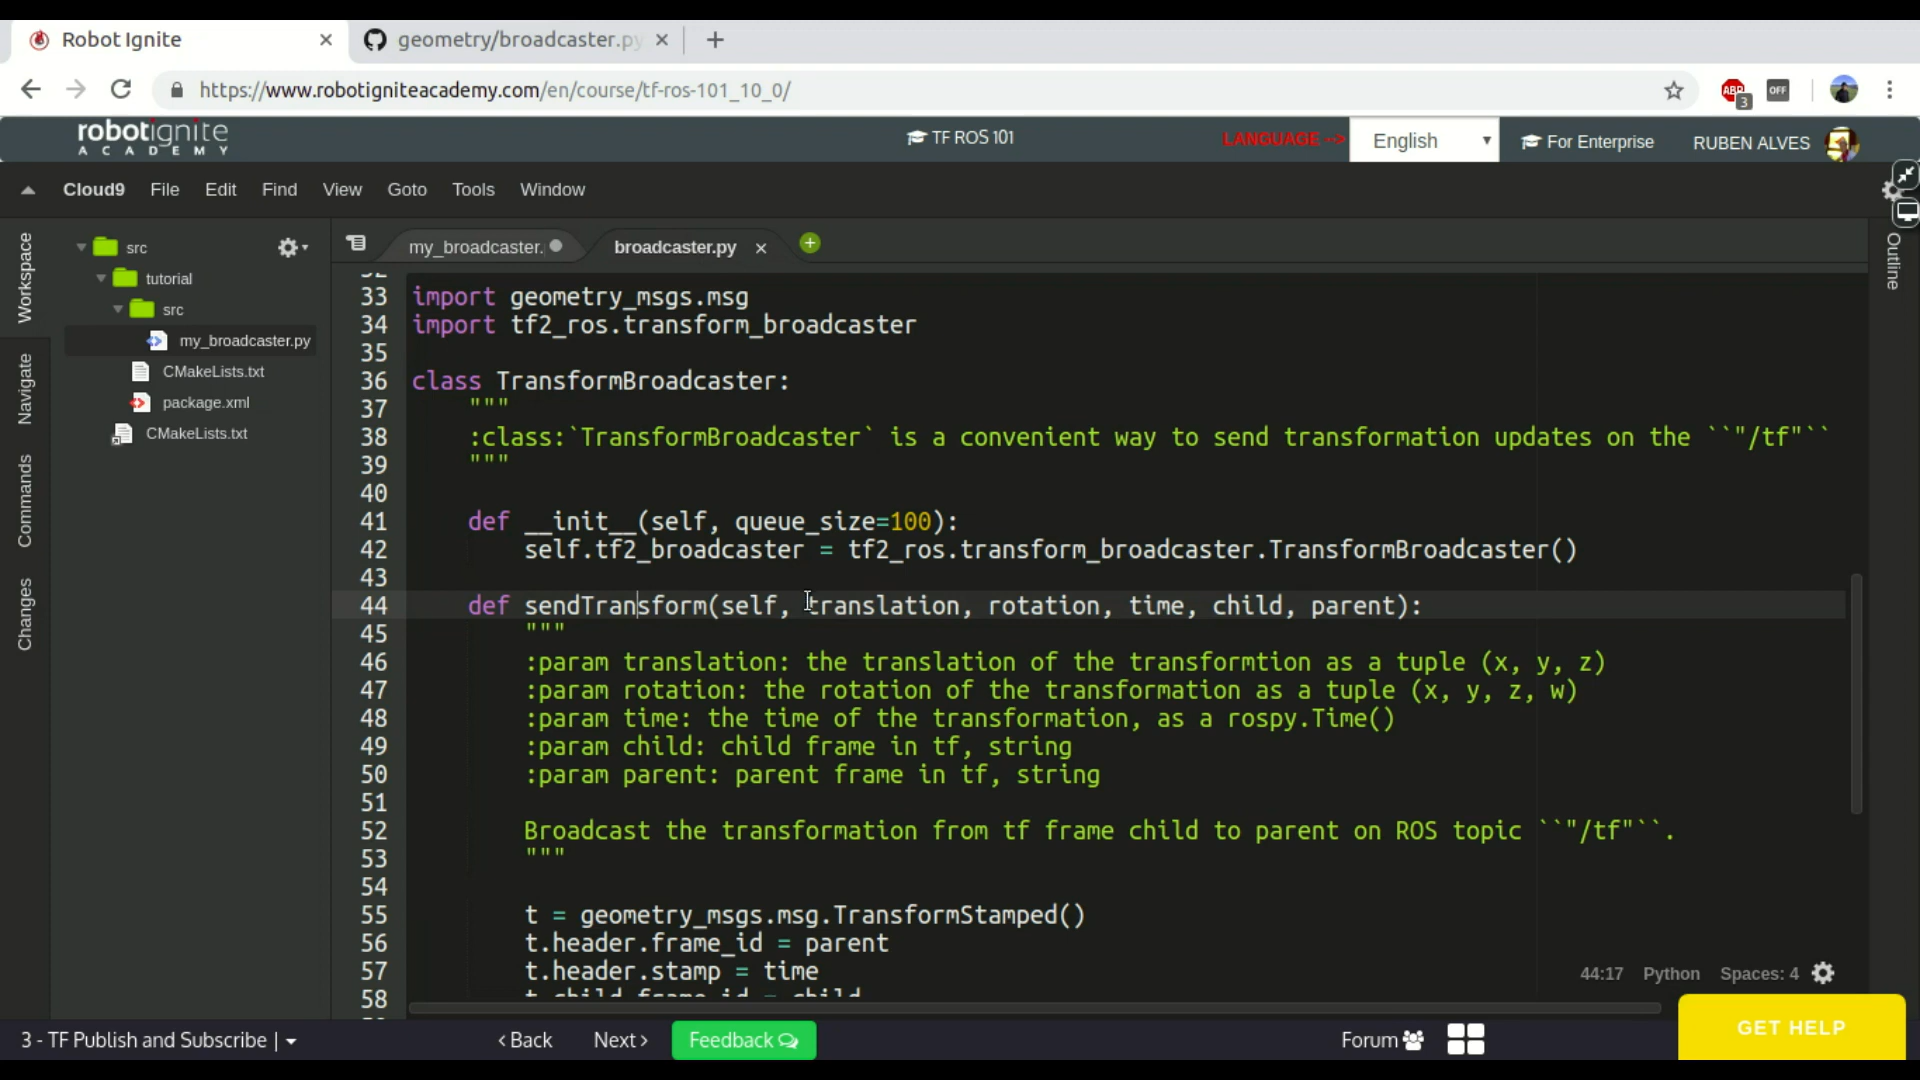 Robot Ignite
geometry/broadcaster.py
https://www.robotigniteacademy.com/en/course/tf-ros-101_10_0/
ABP
3
OFF
robotignite
ACADEMY
TF ROS 101
LANGUAGE -->
English
For Enterprise
RUBEN ALVES
Cloud9 File Edit Find View Goto Tools Window
Workspace
Navigate
Commands
Changes
Outline
src
tutorial
src
my_broadcaster.py
CMakeLists.txt
package.xml
CMakeLists.txt
my_broadcaster.
broadcaster.py
32
33 import geometry_msgs.msg
34 import tf2_ros.transform_broadcaster
35
36 class TransformBroadcaster:
37 """
38 :class:`TransformBroadcaster` is a convenient way to send transformation updates on the ``"/tf"``
39 """
40
41 def __init__(self, queue_size=100):
42 self.tf2_broadcaster = tf2_ros.transform_broadcaster.TransformBroadcaster()
43
44 def sendTransform(self, translation, rotation, time, child, parent):
45 """
46 :param translation: the translation of the transformtion as a tuple (x, y, z)
47 :param rotation: the rotation of the transformation as a tuple (x, y, z, w)
48 :param time: the time of the transformation, as a rospy.Time()
49 :param child: child frame in tf, string
50 :param parent: parent frame in tf, string
51
52 Broadcast the transformation from tf frame child to parent on ROS topic ``"/tf"``.
53 """
54
55 t = geometry_msgs.msg.TransformStamped()
56 t.header.frame_id = parent
57 t.header.stamp = time
58 t.child_frame_id = child
44:17 Python Spaces: 4
3 - TF Publish and Subscribe |
< Back
Next >
Feedback
Forum
GET HELP